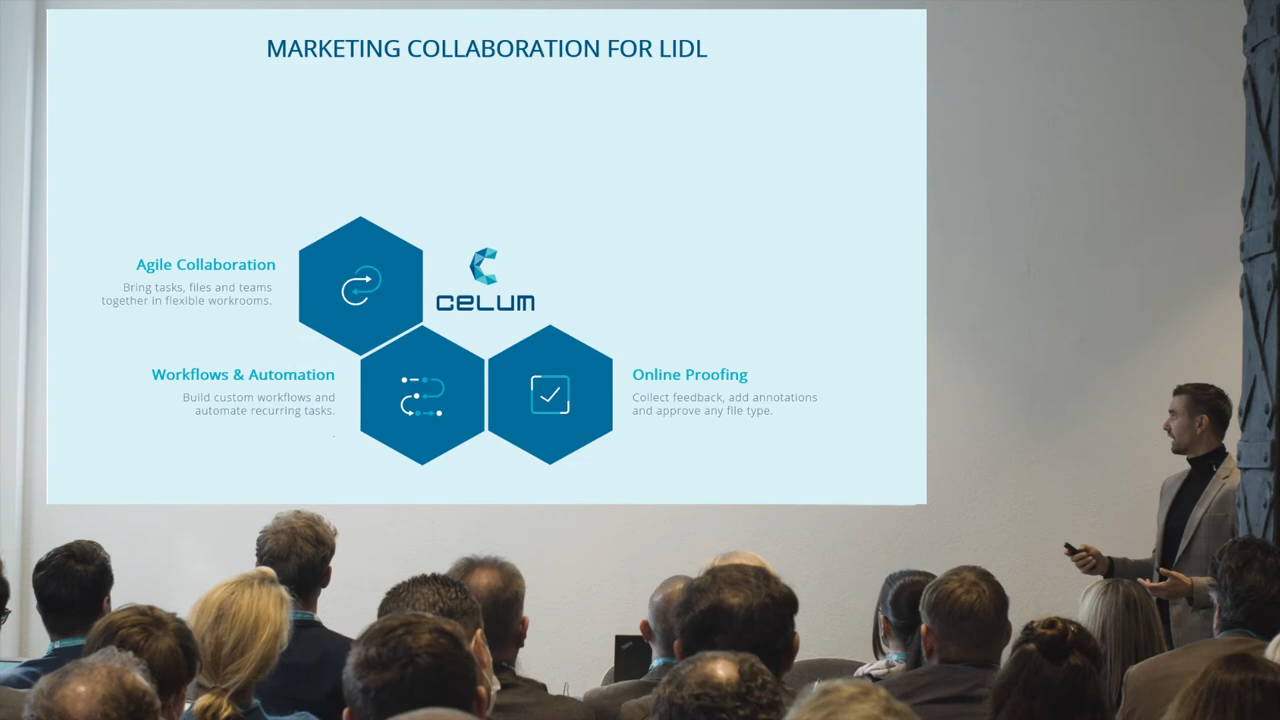 MARKETING COLLABORATION FOR LIDL
Agile Collaboration
Bring tasks, files and teams
together in flexible workrooms.
CELUM
Workflows & Automation
Build custom workflows and
automate recurring tasks.
.
Online Proofing
Collect feedback, add annotations
and approve any file type.